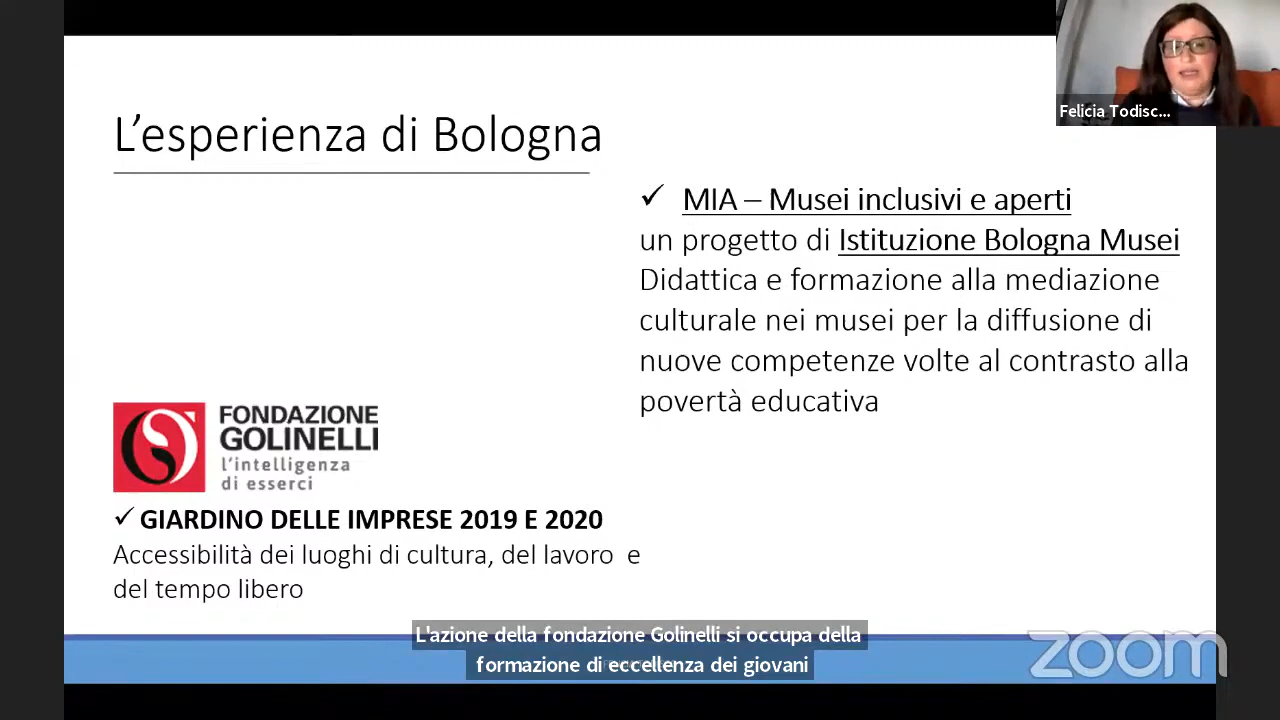 Felicia Todisc...
L'esperienza di Bologna
✓ MIA – Musei inclusivi e aperti
un progetto di Istituzione Bologna Musei
Didattica e formazione alla mediazione
culturale nei musei per la diffusione di
nuove competenze volte al contrasto alla
povertà educativa
FONDAZIONE
GOLINELLI
l'intelligenza
di esserci
✓ GIARDINO DELLE IMPRESE 2019 E 2020
Accessibilità dei luoghi di cultura, del lavoro e
del tempo libero
L'azione della fondazione Golinelli si occupa della
formazione di eccellenza dei giovani
zoom